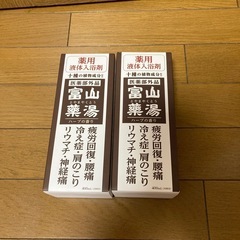 薬用
液体入浴剤
十種の植物成分!
医薬部外品
富山
薬湯
ハーブの香り
疲労回復・腰痛
冷え症・肩のこり
リウマチ・神経痛
薬用
液体入浴剤
十種の植物成分!
医薬部外品
富山
薬湯
ハーブの香り
疲労回復・腰痛
冷え症・肩のこり
リウマチ・神経痛